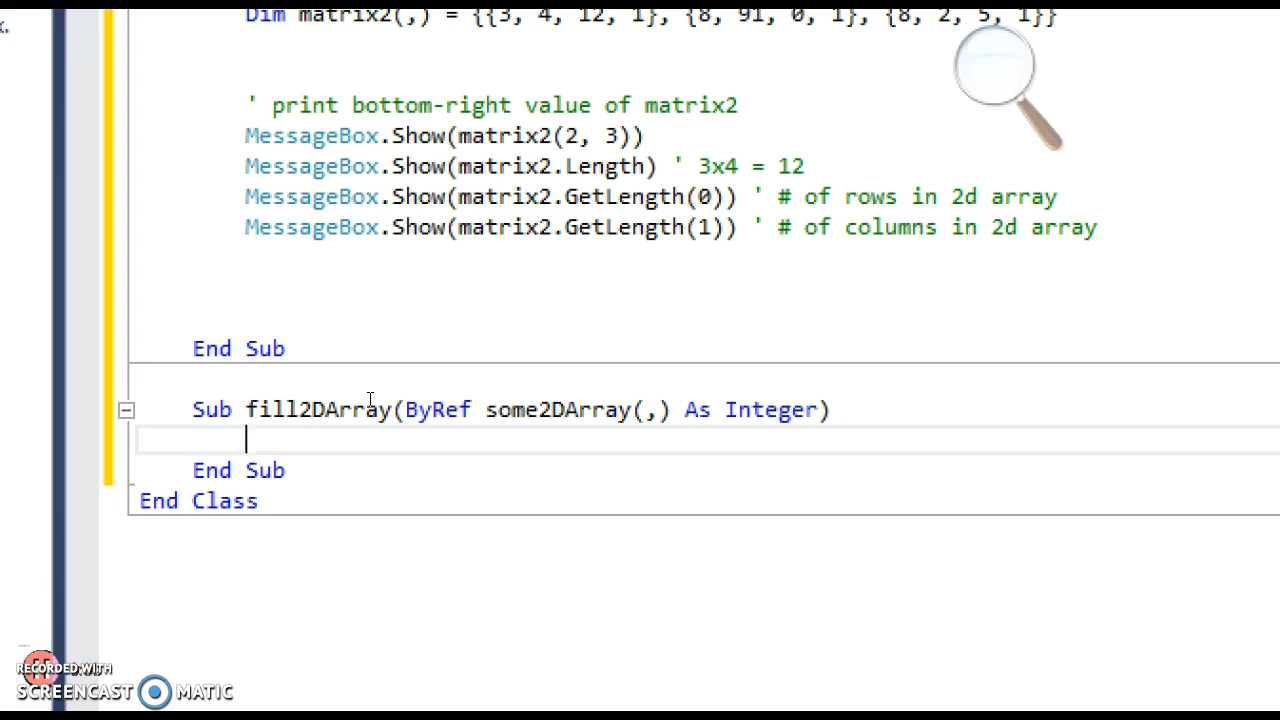 x.
Dim matrix2(,) = {{3, 4, 12, 1}, {8, 91, 0, 1}, {8, 2, 5, 1}}
' print bottom-right value of matrix2
MessageBox.Show(matrix2(2, 3))
MessageBox.Show(matrix2.Length) ' 3x4 = 12
MessageBox.Show(matrix2.GetLength(0)) ' # of rows in 2d array
MessageBox.Show(matrix2.GetLength(1)) ' # of columns in 2d array
End Sub
Sub fill2DArray(ByRef some2DArray(,) As Integer)
End Sub
End Class
RECORDED WITH
SCREENCAST MATIC